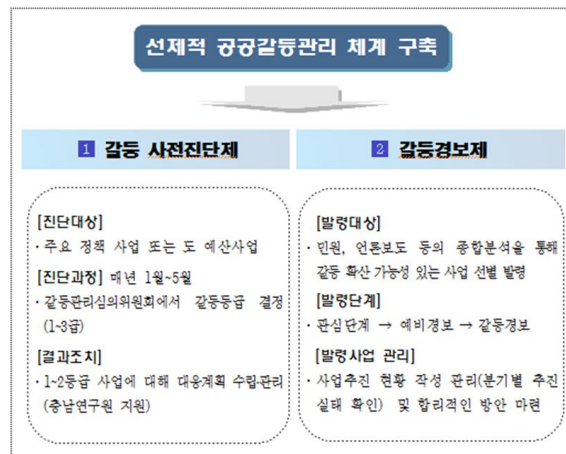 선제적 공공갈등관리 체계 구축
1 갈등 사전진단제
[진단대상]
· 주요 정책 사업 또는 도 예산사업
[진단과정] 매년 1월~5월
· 갈등관리심의위원회에서 갈등등급 결정
(1~3급)
[결과조치]
· 1~2등급 사업에 대해 대응계획 수립·관리
(충남연구원 지원)
2 갈등경보제
[발령대상]
· 민원, 언론보도 등의 종합분석을 통해
갈등 확산 가능성 있는 사업 선별 발령
[발령단계]
· 관심단계 → 예비경보 → 갈등경보
[발령사업 관리]
· 사업추진 현황 작성 관리(분기별 추진
실태 확인) 및 합리적인 방안 마련